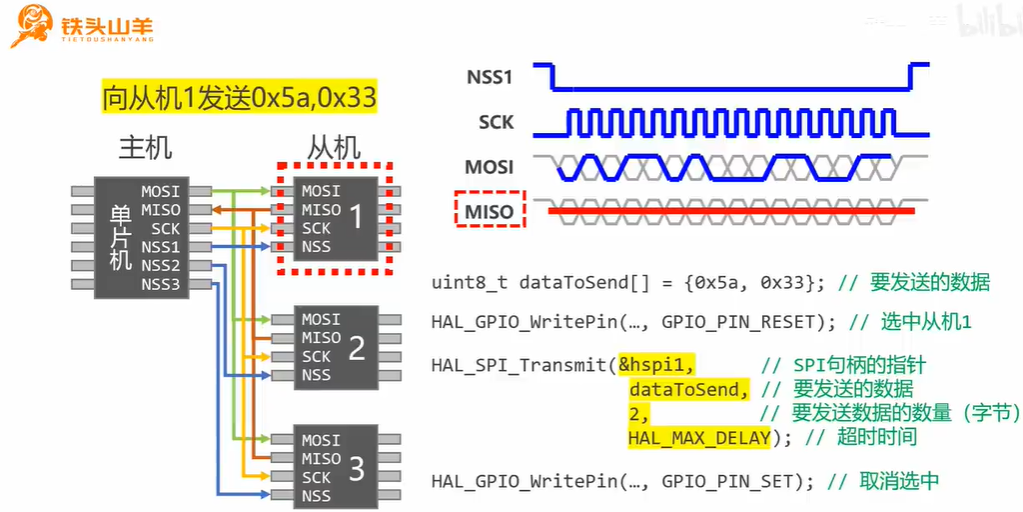 铁头山羊
TIETOUSHANYANG
bilibi
向从机1发送0x5a,0x33
主机
从机
单片机
MOSI
MISO
SCK
NSS1
NSS2
NSS3
MOSI
MISO
SCK
NSS
1
MOSI
MISO
SCK
NSS
2
MOSI
MISO
SCK
NSS
3
NSS1
SCK
MOSI
MISO
uint8_t dataToSend[] = {0x5a, 0x33}; // 要发送的数据
HAL_GPIO_WritePin(…, GPIO_PIN_RESET); // 选中从机1
HAL_SPI_Transmit(&hspi1, // SPI句柄的指针
dataToSend, // 要发送的数据
2, // 要发送数据的数量（字节）
HAL_MAX_DELAY); // 超时时间
HAL_GPIO_WritePin(…, GPIO_PIN_SET); // 取消选中